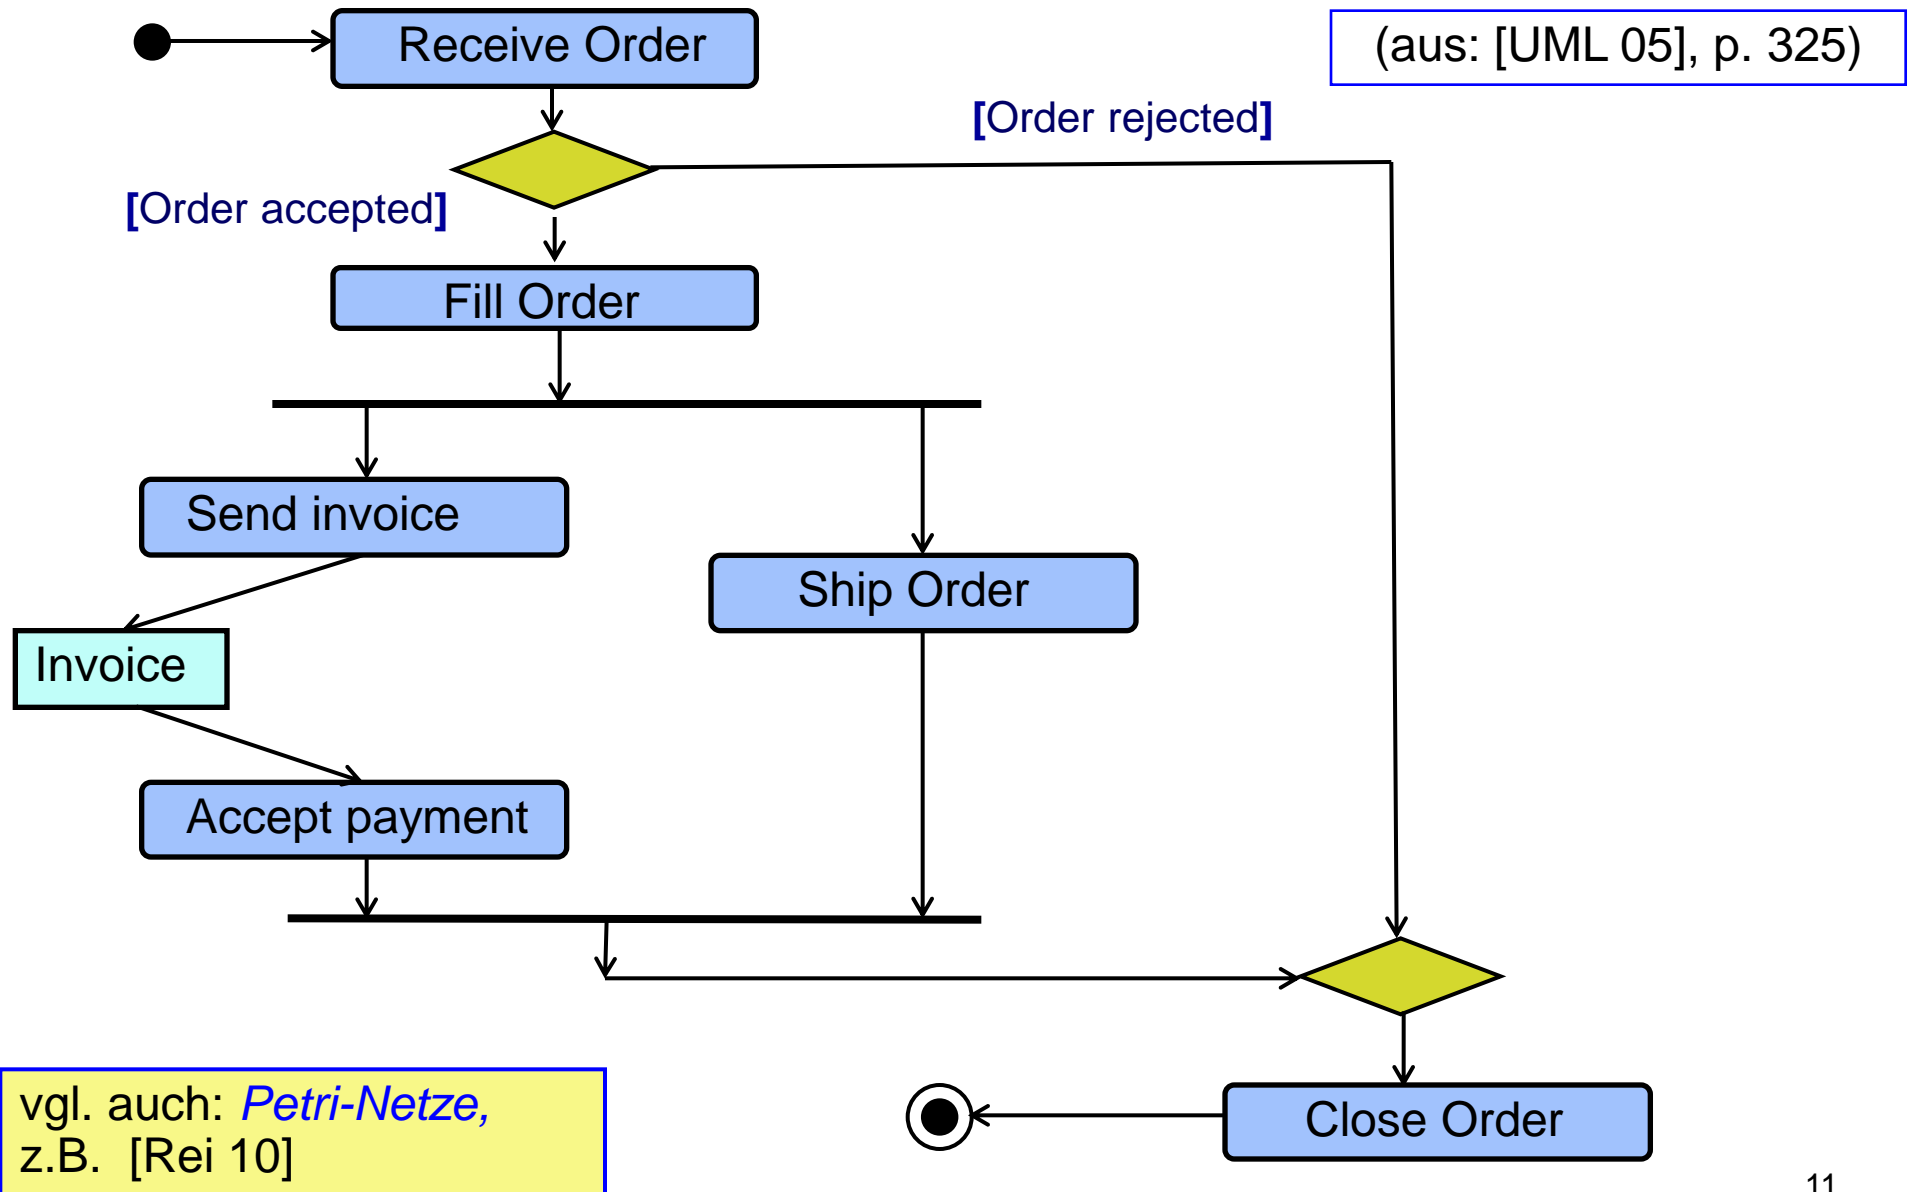 Receive Order
(aus: [UML 05], p. 325)
[Order rejected]
[Order accepted]
Fill Order
Send invoice
Ship Order
Invoice
Accept payment
vgl. auch: Petri-Netze,
z.B. [Rei 10]
Close Order
11